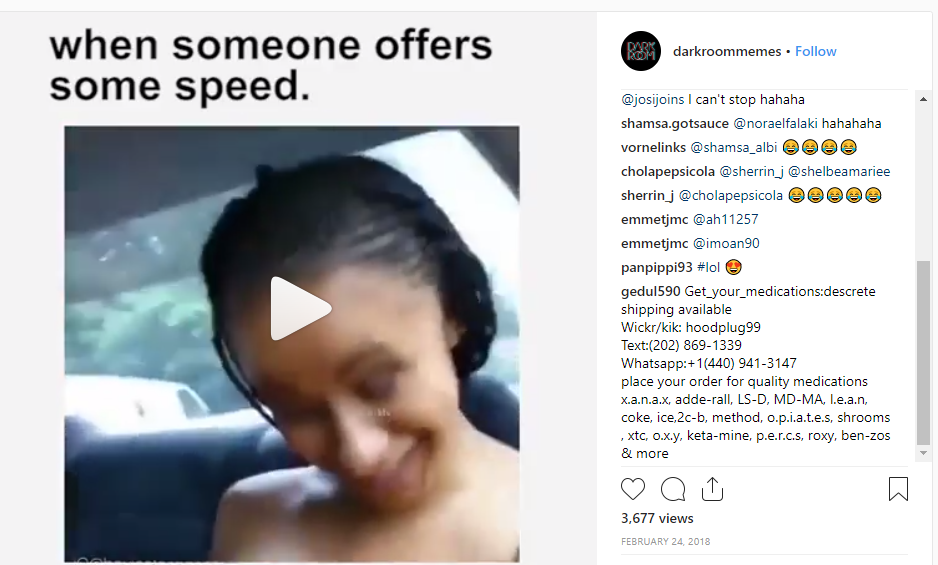 when someone offers
some speed.
DARK
ROOM
darkroommemes • Follow
@josijoins I can't stop hahaha
shamsa.gotsauce @noraelfalaki hahahaha
vornelinks @shamsa_albi 😂😂😂😂
cholapepsicola @sherrin_j @shelbeamariee
sherrin_j @cholapepsicola 😂😂😂😂😂
emmetjmc @ah11257
emmetjmc @imoan90
panpippi93 #lol 😍
gedul590 Get_your_medications:descrete
shipping available
Wickr/kik: hoodplug99
Text:(202) 869-1339
Whatsapp:+1(440) 941-3147
place your order for quality medications
x.a.n.a.x, adde-rall, LS-D, MD-MA, l.e.a.n,
coke, ice,2c-b, method, o.p.i.a.t.e.s, shrooms
, xtc, o.x.y, keta-mine, p.e.r.c.s, roxy, ben-zos
& more
3,677 views
FEBRUARY 24, 2018